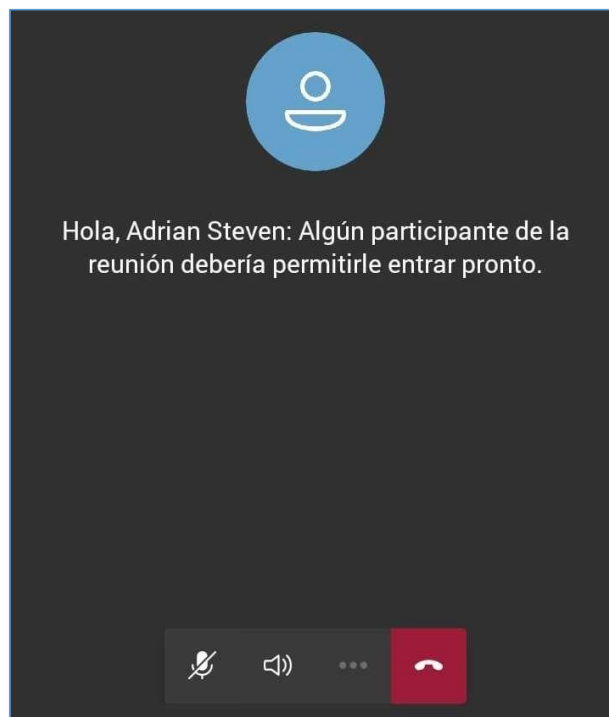 Hola, Adrian Steven: Algún participante de la
reunión debería permitirle entrar pronto.